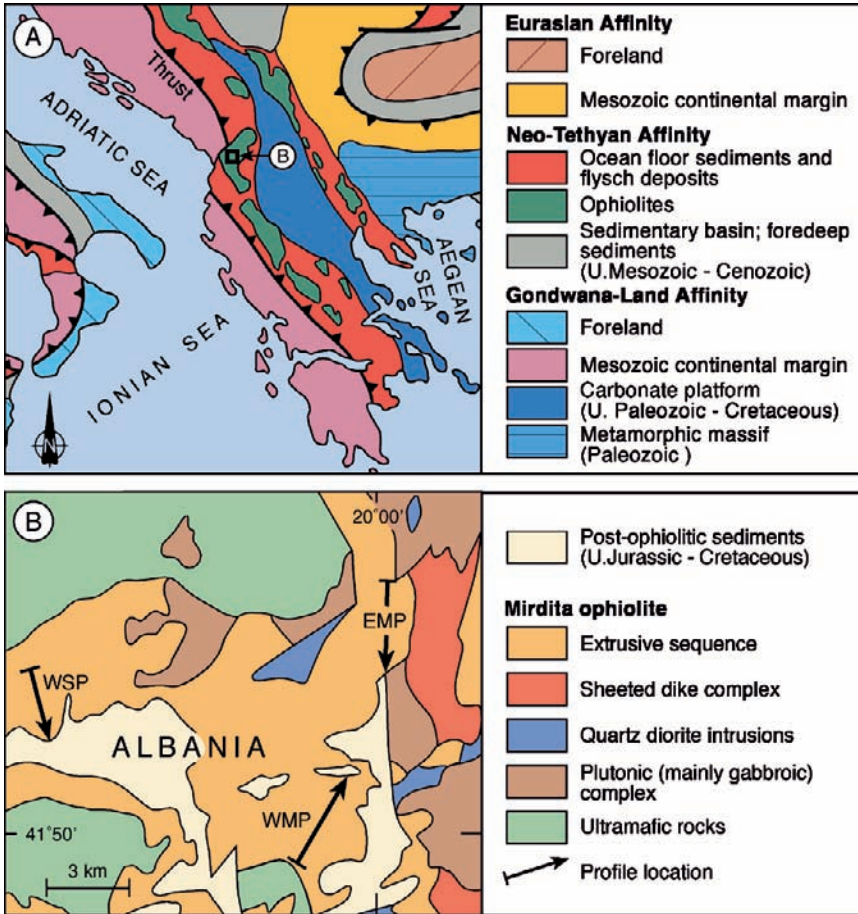 A
Thrust
ADRIATIC SEA
B
AEGEAN
SEA
IONIAN SEA
N
Eurasian Affinity
Foreland
Mesozoic continental margin
Neo-Tethyan Affinity
Ocean floor sediments and
flysch deposits
Ophiolites
Sedimentary basin; foredeep
sediments
(U.Mesozoic - Cenozoic)
Gondwana-Land Affinity
Foreland
Mesozoic continental margin
Carbonate platform
(U. Paleozoic - Cretaceous)
Metamorphic massif
(Paleozoic )
B
20°00'
EMP
WSP
ALBANIA
WMP
41°50'
3 km
Post-ophiolitic sediments
(U.Jurassic - Cretaceous)
Mirdita ophiolite
Extrusive sequence
Sheeted dike complex
Quartz diorite intrusions
Plutonic (mainly gabbroic)
complex
Ultramafic rocks
Profile location